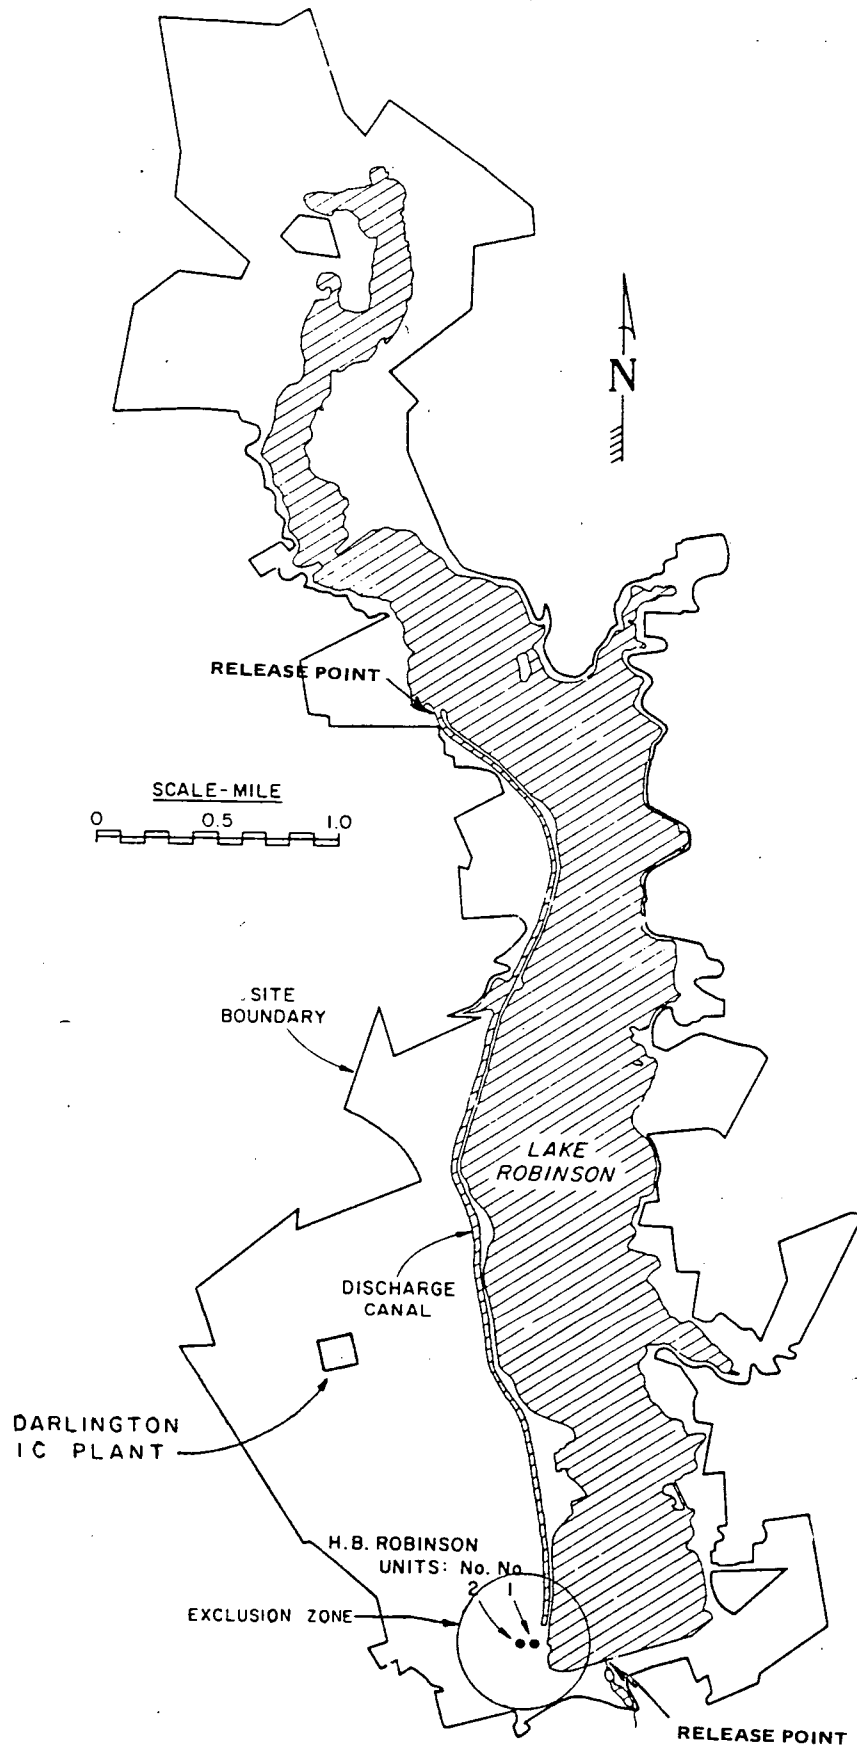 N
RELEASE POINT
SCALE-MILE
0 0.5 1.0
SITE
BOUNDARY
LAKE
ROBINSON
DISCHARGE
CANAL
DARLINGTON
IC PLANT
H.B. ROBINSON
UNITS: No. No
2 1
EXCLUSION ZONE
RELEASE POINT